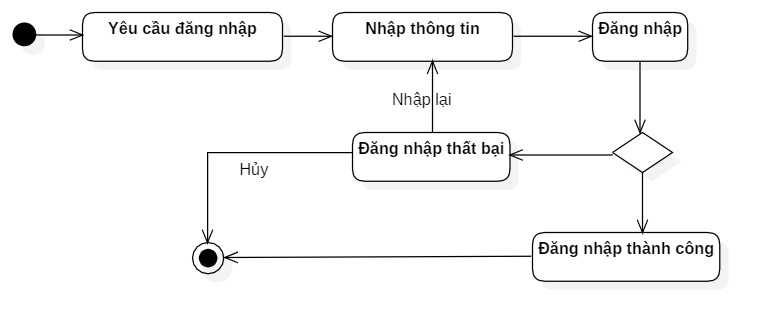 Yêu cầu đăng nhập
Nhập thông tin
Đăng nhập
Nhập lại
Đăng nhập thất bại
Hủy
Đăng nhập thành công